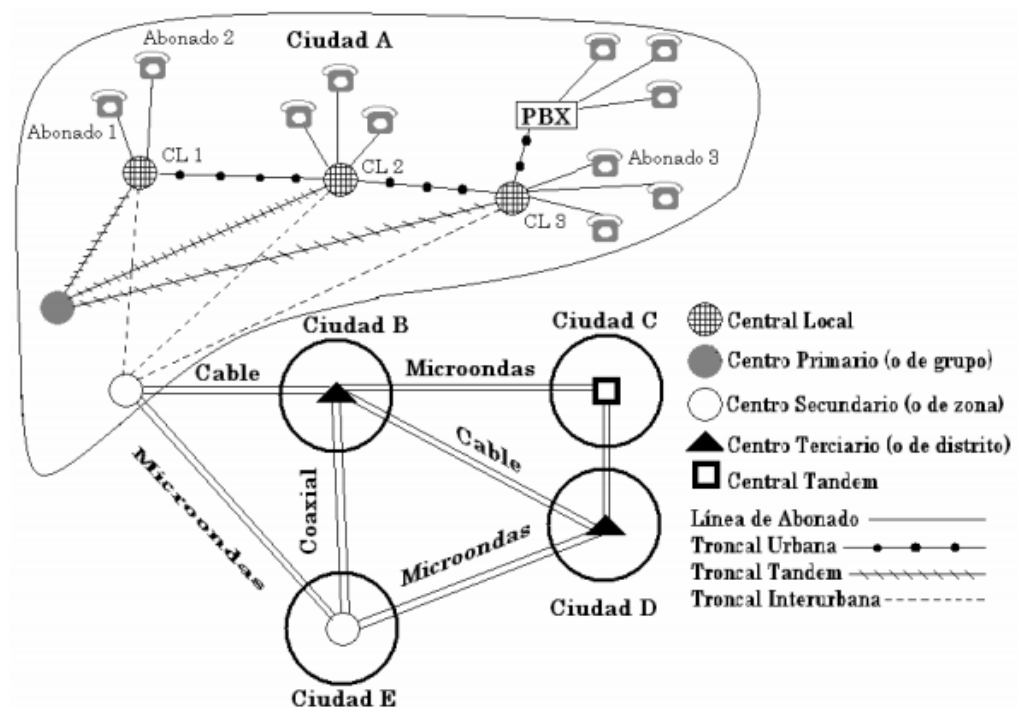 Abonado 2
Ciudad A
Abonado 1
PBX
CL 1
CL 2
Abonado 3
CL 3
Ciudad B
Ciudad C
Cable
Microondas
Cable
Microondas
Coaxial
Microondas
Ciudad D
Ciudad E
Central Local
Centro Primario (o de grupo)
Centro Secundario (o de zona)
Centro Terciario (o de distrito)
Central Tandem
Línea de Abonado
Troncal Urbana
Troncal Tandem
Troncal Interurbana